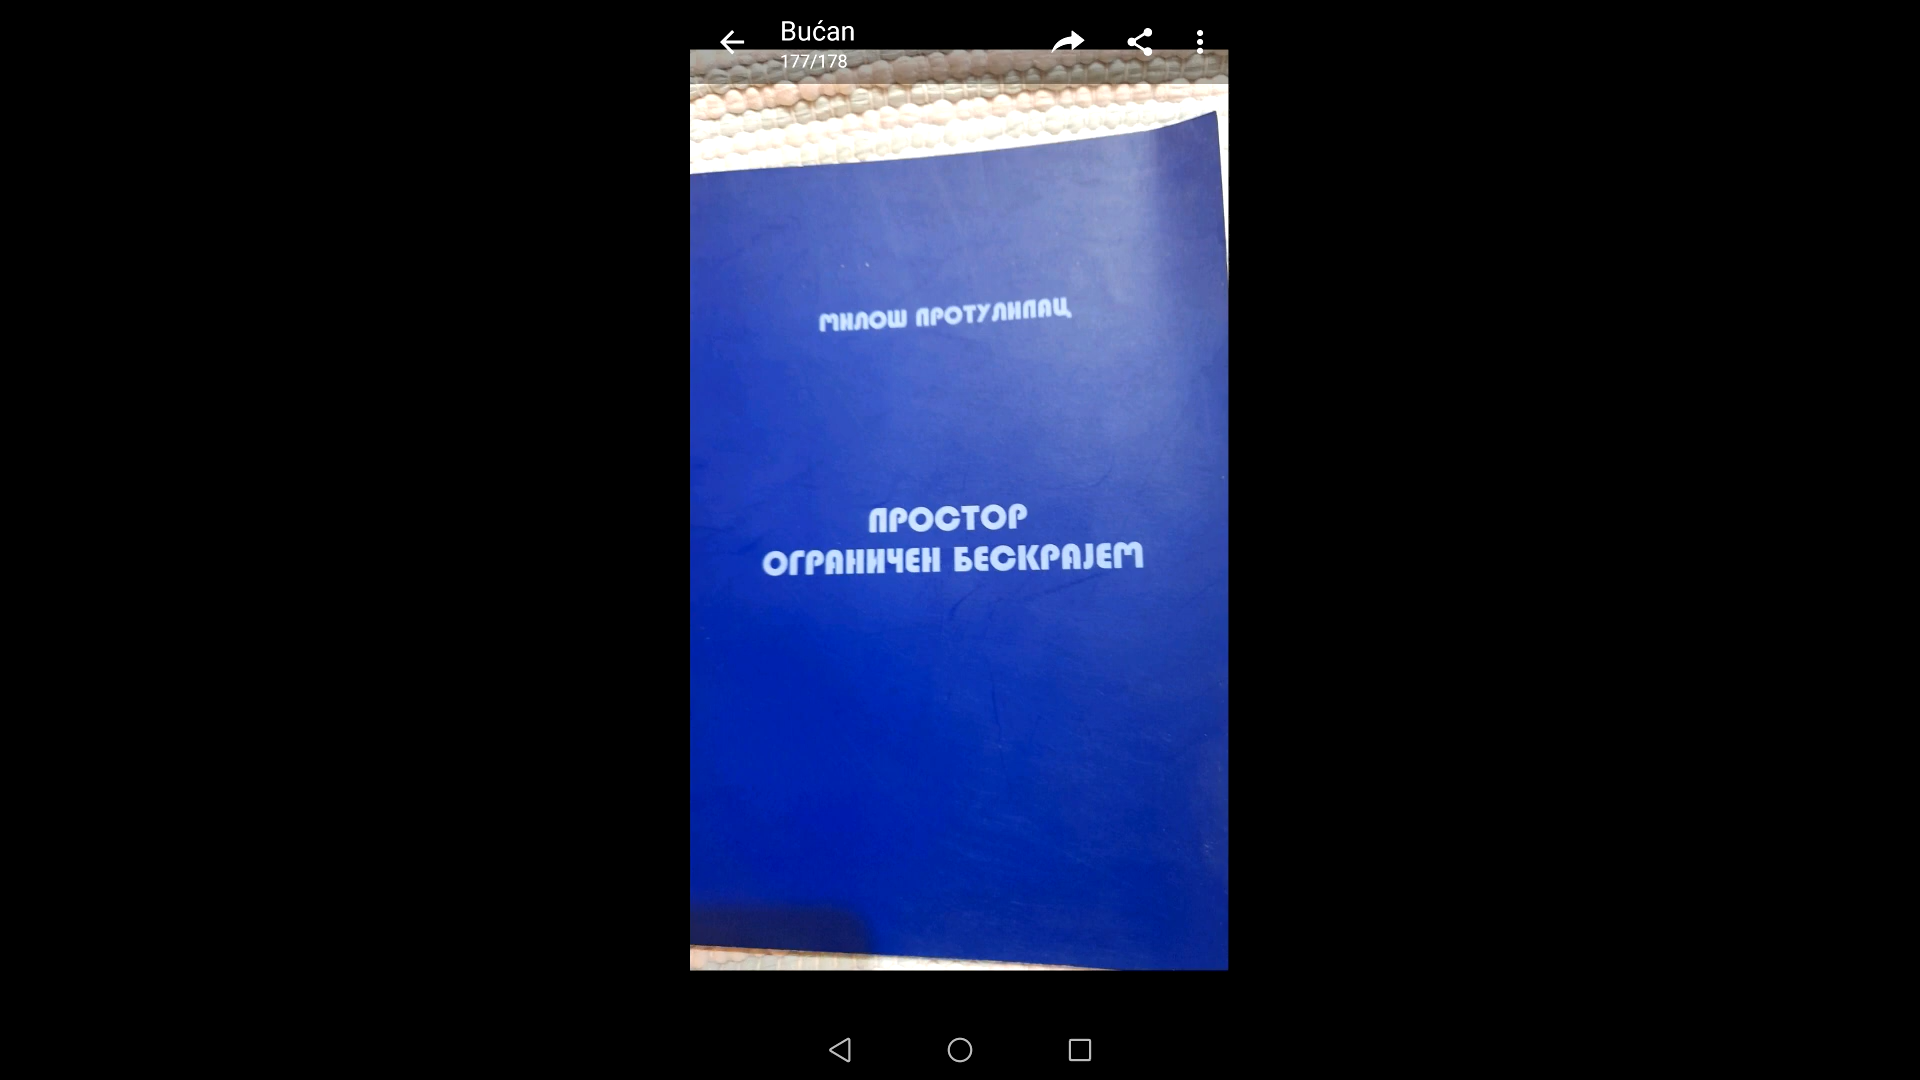 Bućan
177/178
МИЛОШ ПРОТУЛИПАЦ
ПРОСТОР
ОГРАНИЧЕН БЕСКРАЈЕМ